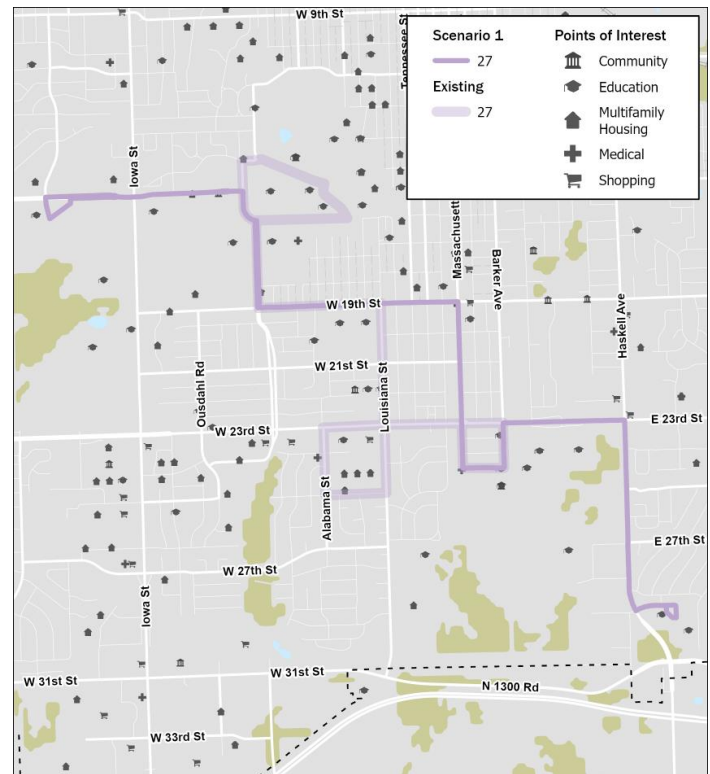 W 9th St
Tennessee St
Scenario 1
27
Existing
27
Points of Interest
Community
Education
Multifamily
Housing
Medical
Shopping
Iowa St
Massachusett
Barker Ave
Haskell Ave
W 19th St
W 21st St
Ousdahl Rd
Louisiana St
W 23rd St
E 23rd St
Alabama St
E 27th St
W 27th St
Iowa St
W 31st St
W 31st St
N 1300 Rd
W 33rd St